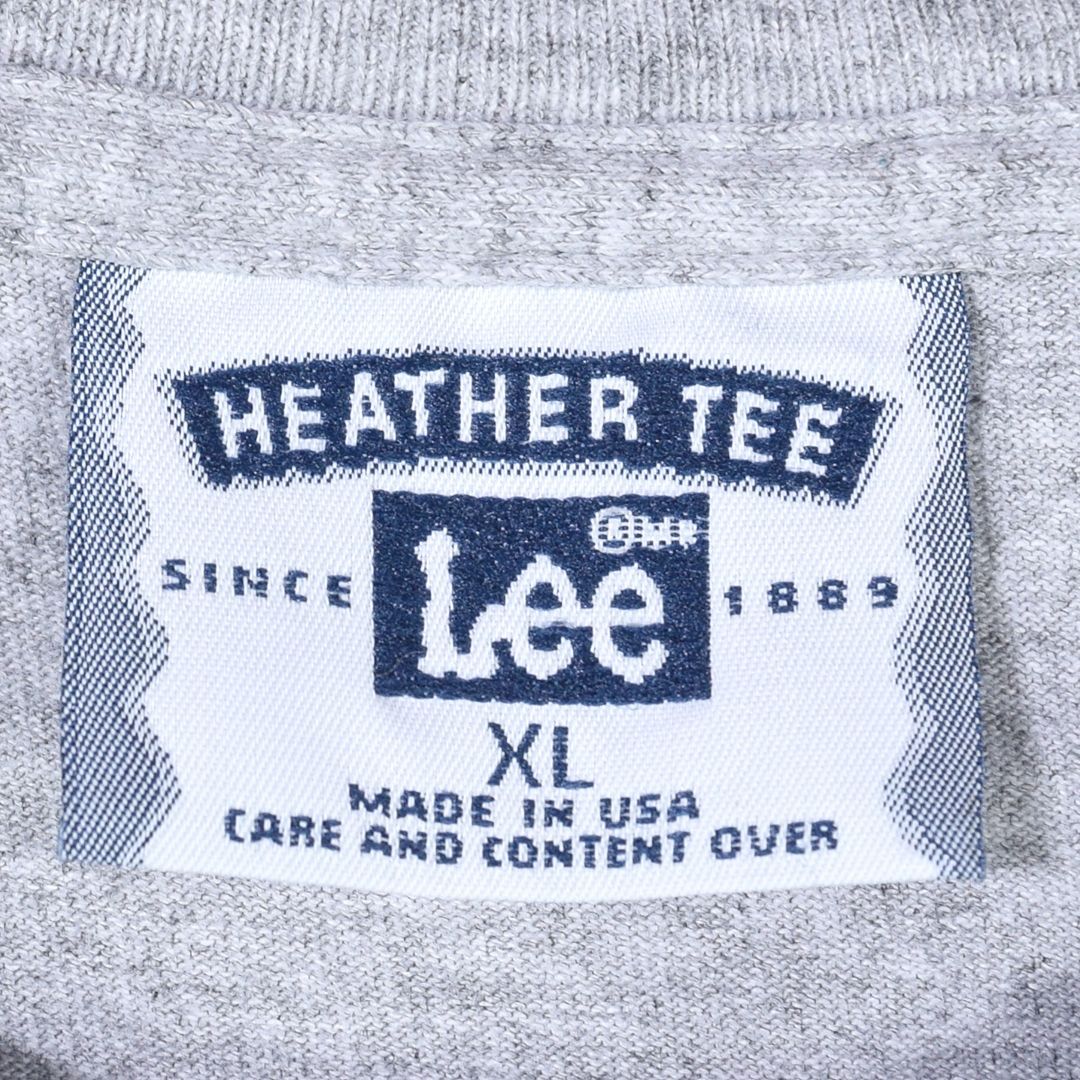 HEATHER TEE
SINCE Lee 1889
XL
MADE IN USA
CARE AND CONTENT OVER